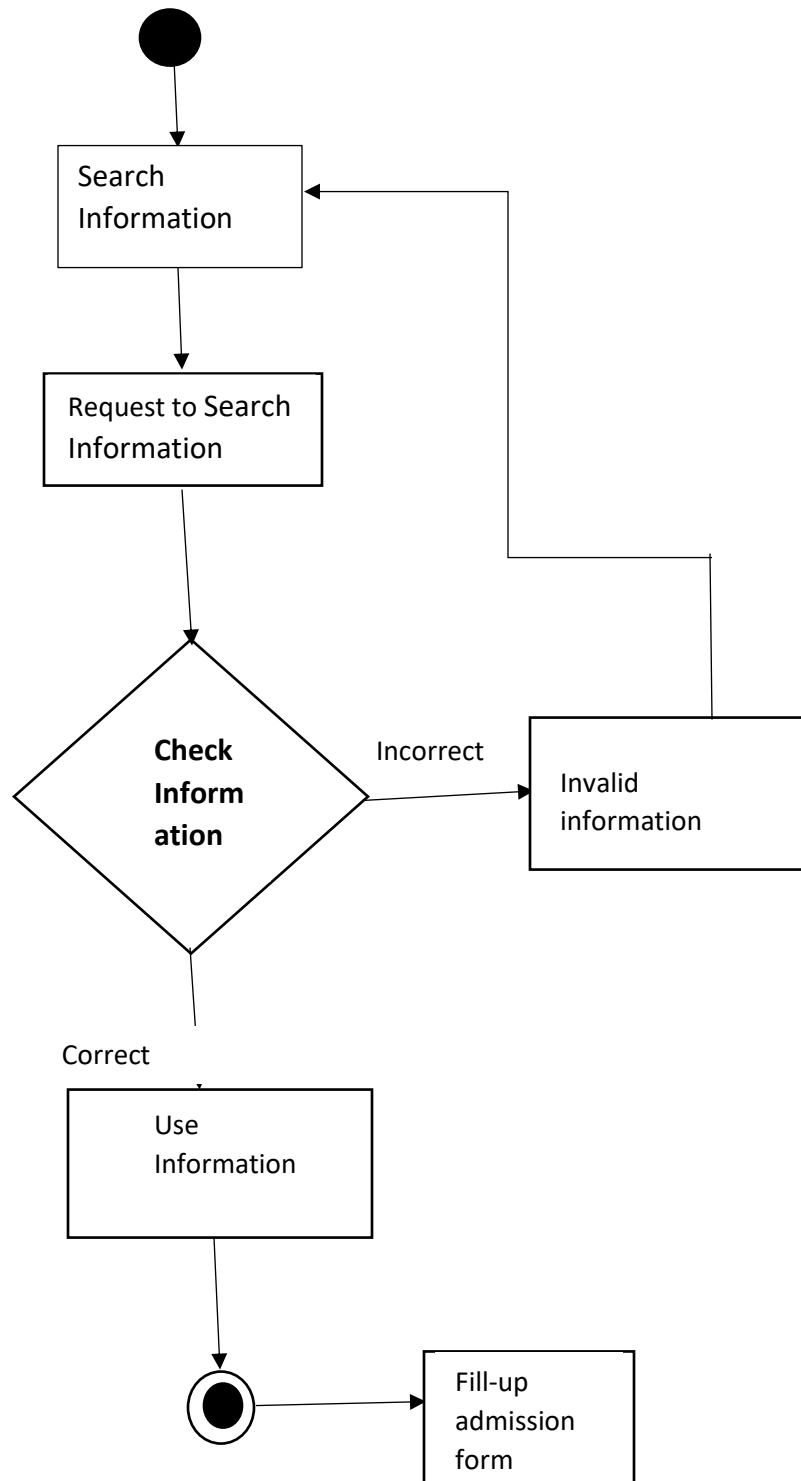 Search
Information
Request to Search
Information
Check
Inform
ation
Incorrect
Invalid
information
Correct
Use
Information
Fill-up
admission
form